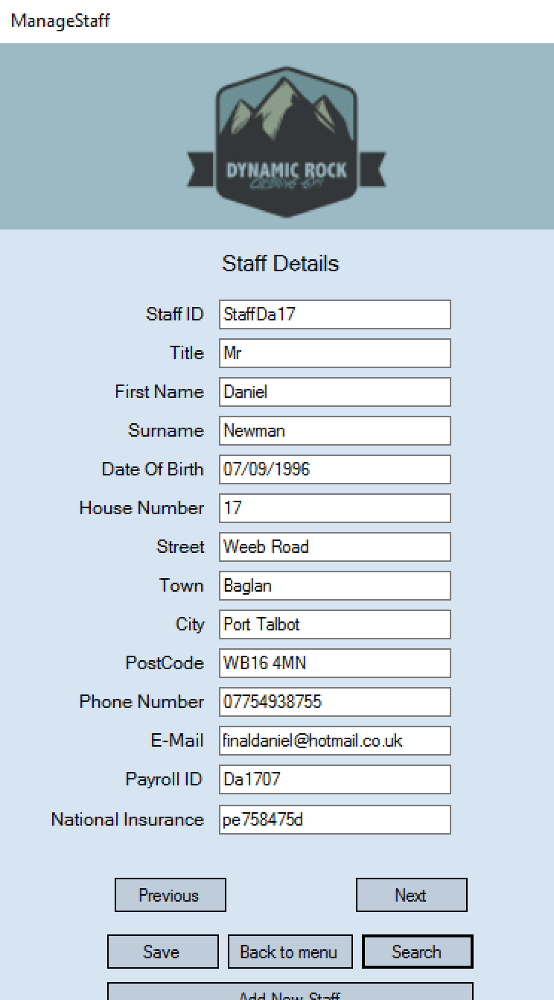 ManageStaff
DYNAMIC ROCK
Staff Details
Staff ID StaffDa17
Title Mr
First Name Daniel
Surname Newman
Date Of Birth 07/09/1996
House Number 17
Street Weeb Road
Town Baglan
City Port Talbot
PostCode WB16 4MN
Phone Number 07754938755
E-Mail finaldaniel@hotmail.co.uk
Payroll ID Da1707
National Insurance pe758475d
Previous Next
Save Back to menu Search
Add New Staff